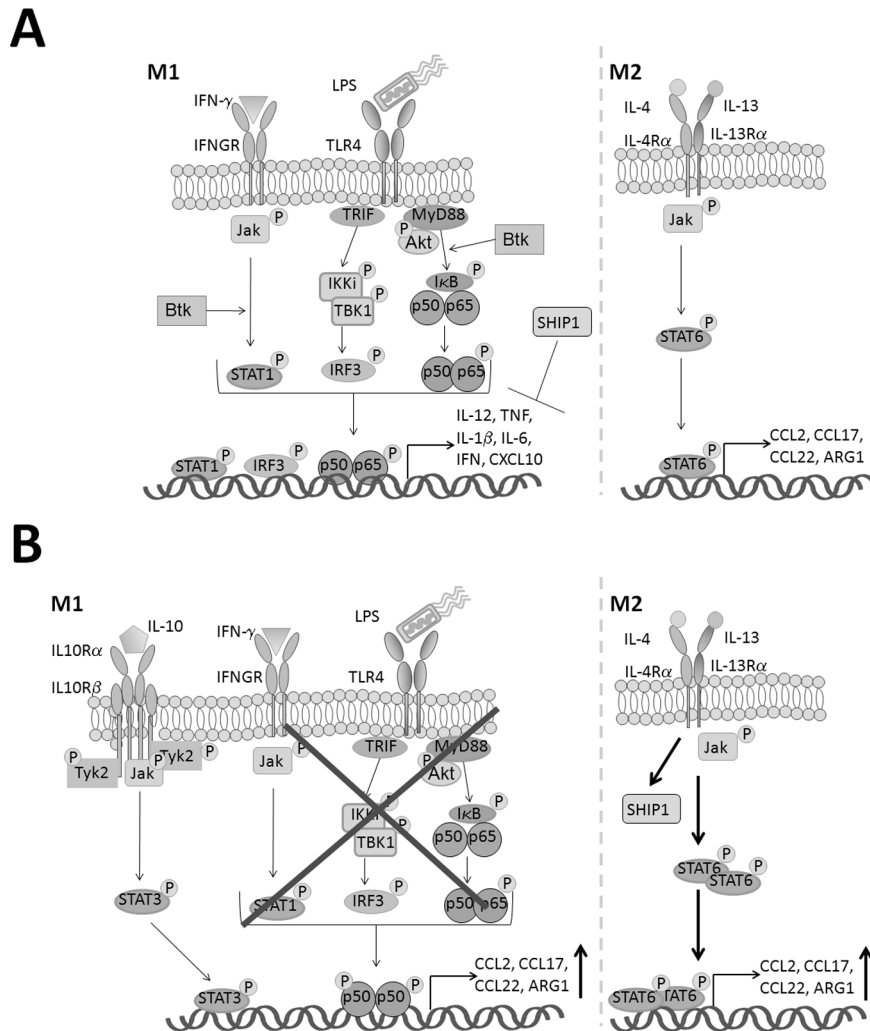 A
M1
IFN-γ
LPS
IFNGR
TLR4
Jak
P
TRIF
MyD88
P
Akt
Btk
IKKi
P
TBK1
P
IκB
P
p50
p65
Btk
SHIP1
STAT1
P
IRF3
P
p50
p65
P
IL-12, TNF,
IL-1β, IL-6,
IFN, CXCL10
STAT1
P
IRF3
P
p50
p65
P
M2
IL-4
IL-13
IL-4Rα
IL-13Rα
Jak
P
STAT6
P
STAT6
P
CCL2, CCL17,
CCL22, ARG1
B
M1
IL-10
IL10Rα
IL10Rβ
IFN-γ
LPS
IFNGR
TLR4
P
Tyk2
Jak
P
Tyk2
P
Jak
P
TRIF
MyD88
P
Akt
IKKi
P
TBK1
P
IκB
P
p50
p65
STAT3
P
STAT1
P
IRF3
P
p50
p65
P
STAT3
P
P
p50
p50
P
CCL2, CCL17,
CCL22, ARG1
M2
IL-4
IL-13
IL-4Rα
IL-13Rα
Jak
P
SHIP1
STAT6
P
STAT6
P
STAT6
P
TAT6
P
CCL2, CCL17,
CCL22, ARG1